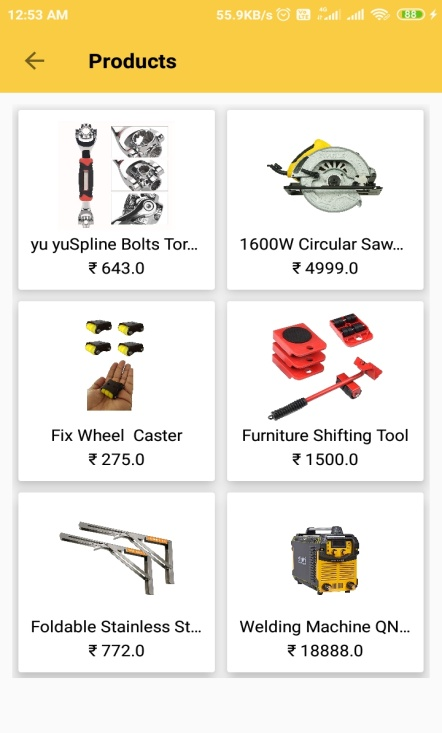 12:53 AM 55.9KB/s 4G 88
Products
yu yuSpline Bolts Tor...
₹ 643.0
1600W Circular Saw...
₹ 4999.0
Fix Wheel  Caster
₹ 275.0
Furniture Shifting Tool
₹ 1500.0
Foldable Stainless St...
₹ 772.0
Welding Machine QN...
₹ 18888.0